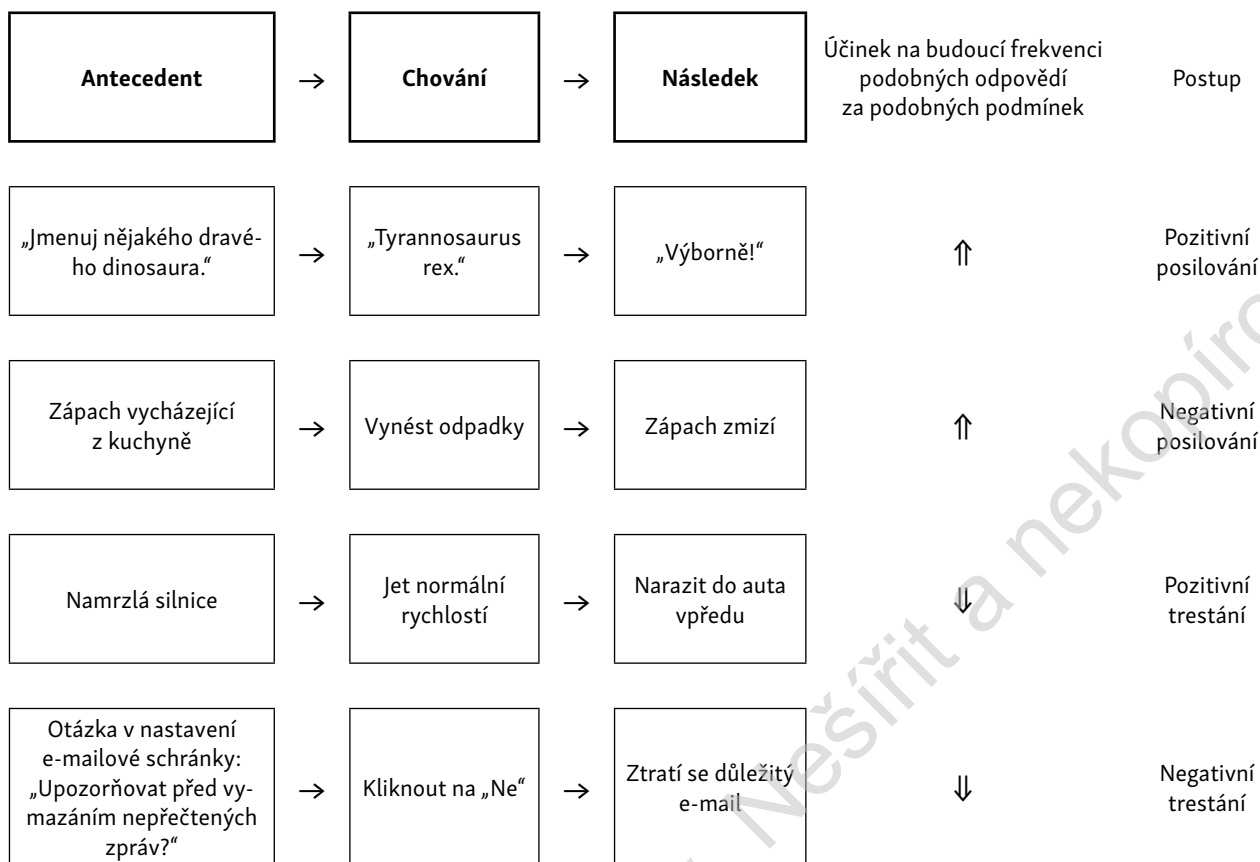 Antecedent → Chování → Následek
Účinek na budoucí frekvenci
podobných odpovědí
za podobných podmínek
Postup
„Jmenuj nějakého dravé-
ho dinosaura.“
→
„Tyrannosaurus
rex.“
→
„Výborně!“
⇑
Pozitivní
posilování
Zápach vycházející
z kuchyně
→
Vynést odpadky
→
Zápach zmizí
⇑
Negativní
posilování
Namrzlá silnice
→
Jet normální
rychlostí
→
Narazit do auta
vpředu
⇓
Pozitivní
trestání
Otázka v nastavení
e-mailové schránky:
„Upozorňovat před vy-
mazáním nepřečtených
zpráv?“
→
Kliknout na „Ne“
→
Ztratí se důležitý
e-mail
⇓
Negativní
trestání
Nešířit a